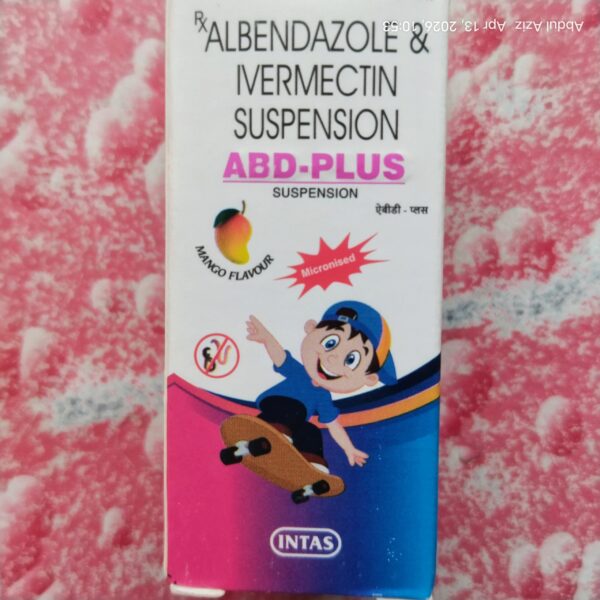 Abdul Aziz Apr 13, 2026, 10:53
Rx ALBENDAZOLE &
IVERMECTIN
SUSPENSION
ABD-PLUS
SUSPENSION
ऐबीडी - प्लस
MANGO FLAVOUR
Micronised
INTAS